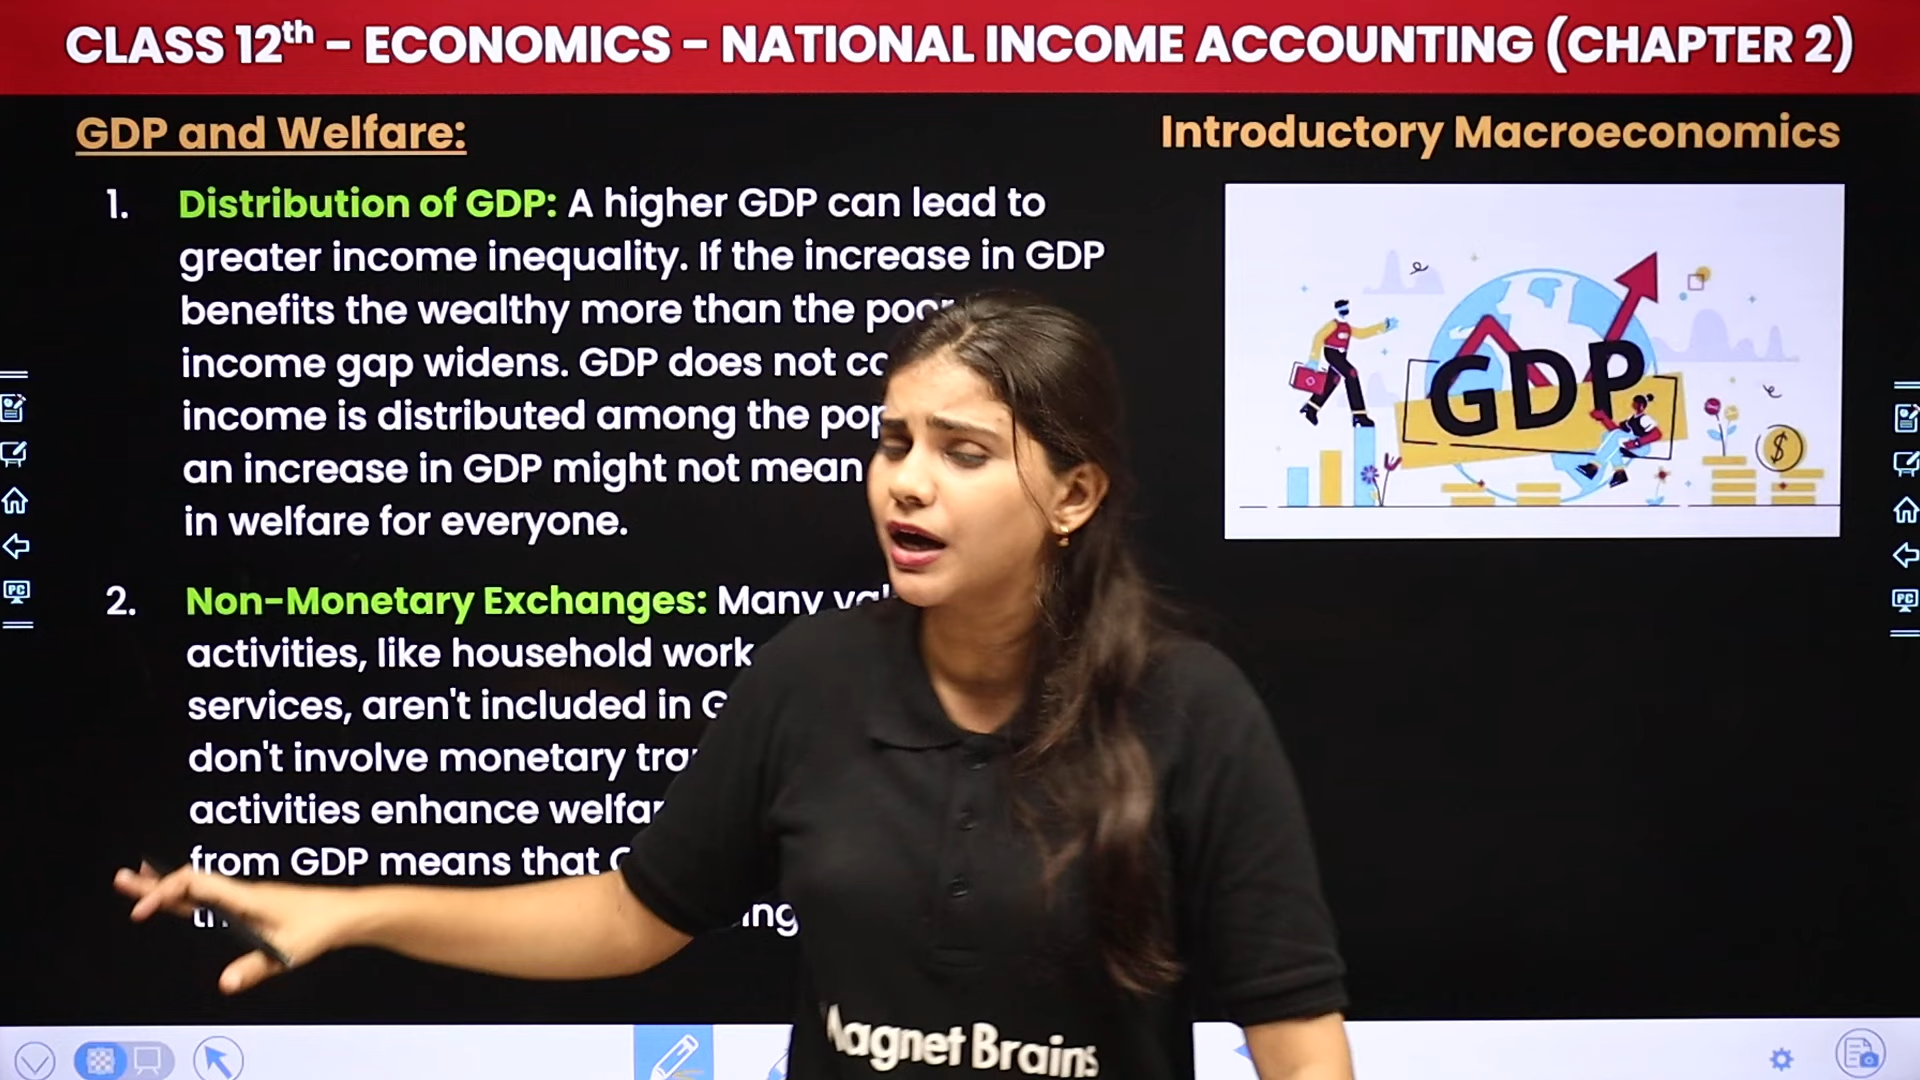 CLASS 12th – ECONOMICS – NATIONAL INCOME ACCOUNTING (CHAPTER 2)
GDP and Welfare:
Introductory Macroeconomics
1. Distribution of GDP: A higher GDP can lead to
greater income inequality. If the increase in GDP
benefits the wealthy more than the poor
income gap widens. GDP does not
income is distributed among the
an increase in GDP might not mean
in welfare for everyone.
2. Non-Monetary Exchanges: Many
activities, like household work
services, aren't included in
don't involve monetary
activities enhance
from GDP means that
GDP
$
PC
PC
Magnet Brains